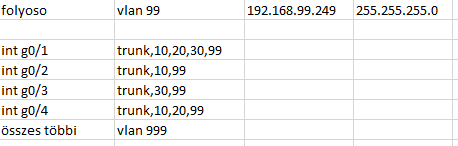 folyoso vlan 99 192.168.99.249 255.255.255.0
int g0/1 trunk,10,20,30,99
int g0/2 trunk,10,99
int g0/3 trunk,30,99
int g0/4 trunk,10,20,99
összes többi vlan 999